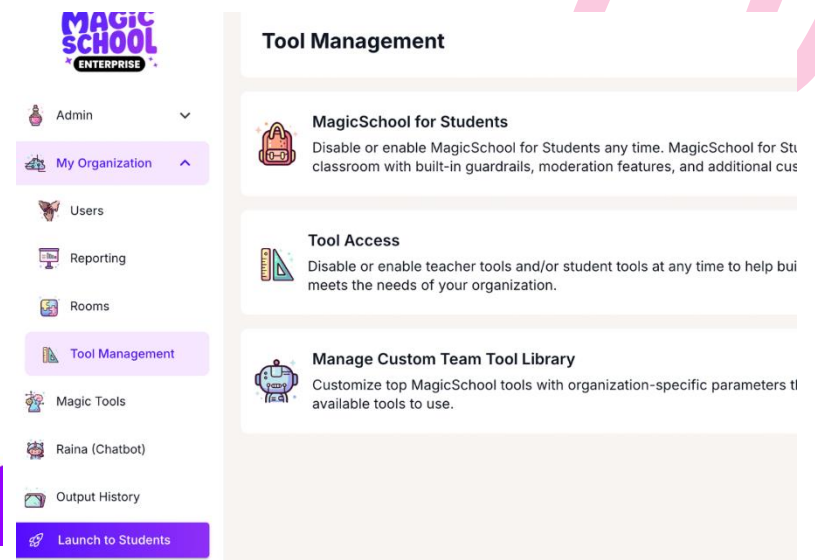 MAGIC
SCHOOL
ENTERPRISE
Admin
My Organization
Users
Reporting
Rooms
Tool Management
Magic Tools
Raina (Chatbot)
Output History
Launch to Students
Tool Management
MagicSchool for Students
Disable or enable MagicSchool for Students any time. MagicSchool for Stu
classroom with built-in guardrails, moderation features, and additional cus
Tool Access
Disable or enable teacher tools and/or student tools at any time to help bui
meets the needs of your organization.
Manage Custom Team Tool Library
Customize top MagicSchool tools with organization-specific parameters t
available tools to use.